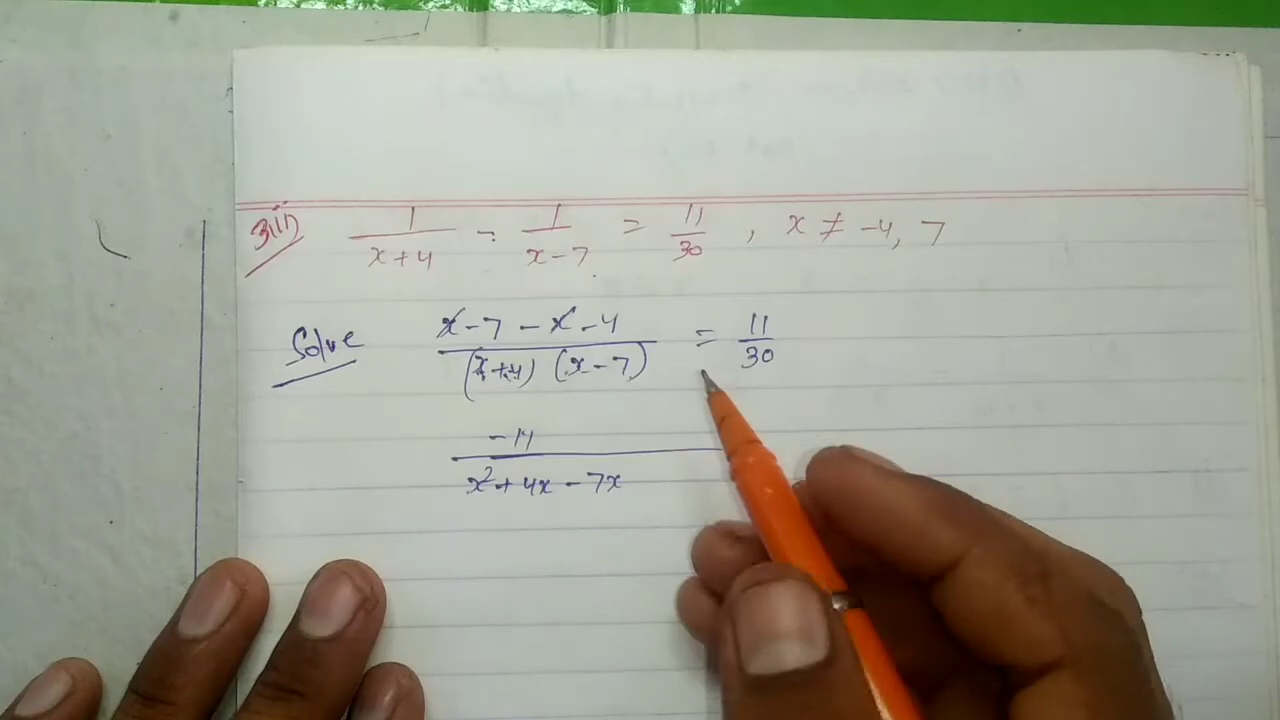 3(iii) 1/(x+4) - 1/(x-7) = 11/30 , x ≠ -4, 7
Solve (x-7-x-4)/((x+4)(x-7)) = 11/30
-11/(x²+4x-7x